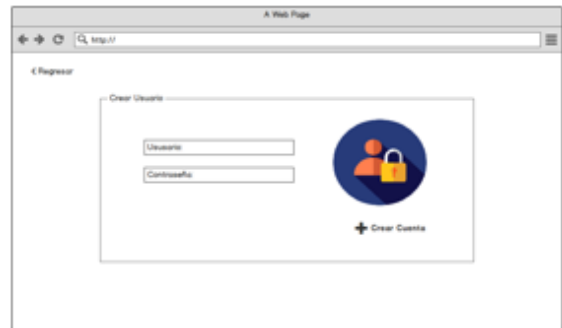 A Web Page
http://
< Regresar
Crear Usuario
Usuario
Contraseña
Crear Cuenta